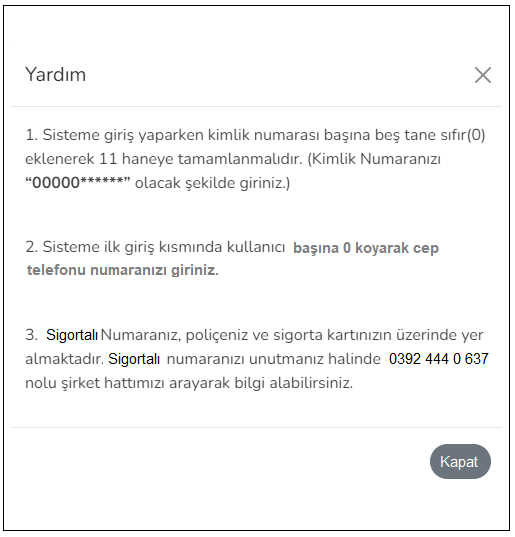 Yardım
1. Sisteme giriş yaparken kimlik numarası başına beş tane sıfır(0)
eklenerek 11 haneye tamamlanmalıdır. (Kimlik Numaranızı
“00000******” olacak şekilde giriniz.)
2. Sisteme ilk giriş kısmında kullanıcı başına 0 koyarak cep
telefonu numaranızı giriniz.
3. Sigortalı Numaranız, poliçeniz ve sigorta kartınızın üzerinde yer
almaktadır. Sigortalı numaranızı unutmanız halinde 0392 444 0 637
nolu şirket hattımızı arayarak bilgi alabilirsiniz.
Kapat